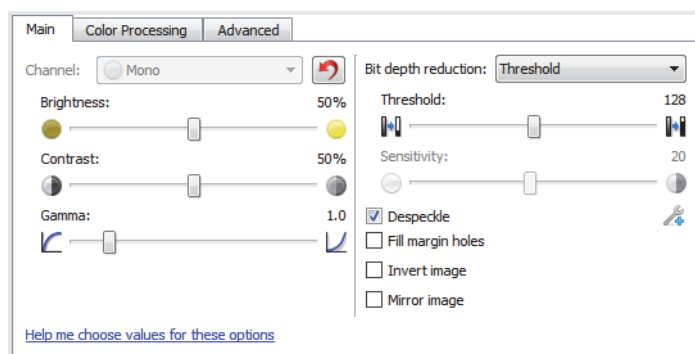 Main Color Processing Advanced
Channel: Mono
Brightness: 50%
Contrast: 50%
Gamma: 1.0
Bit depth reduction: Threshold
Threshold: 128
Sensitivity: 20
Despeckle
Fill margin holes
Invert image
Mirror image
Help me choose values for these options